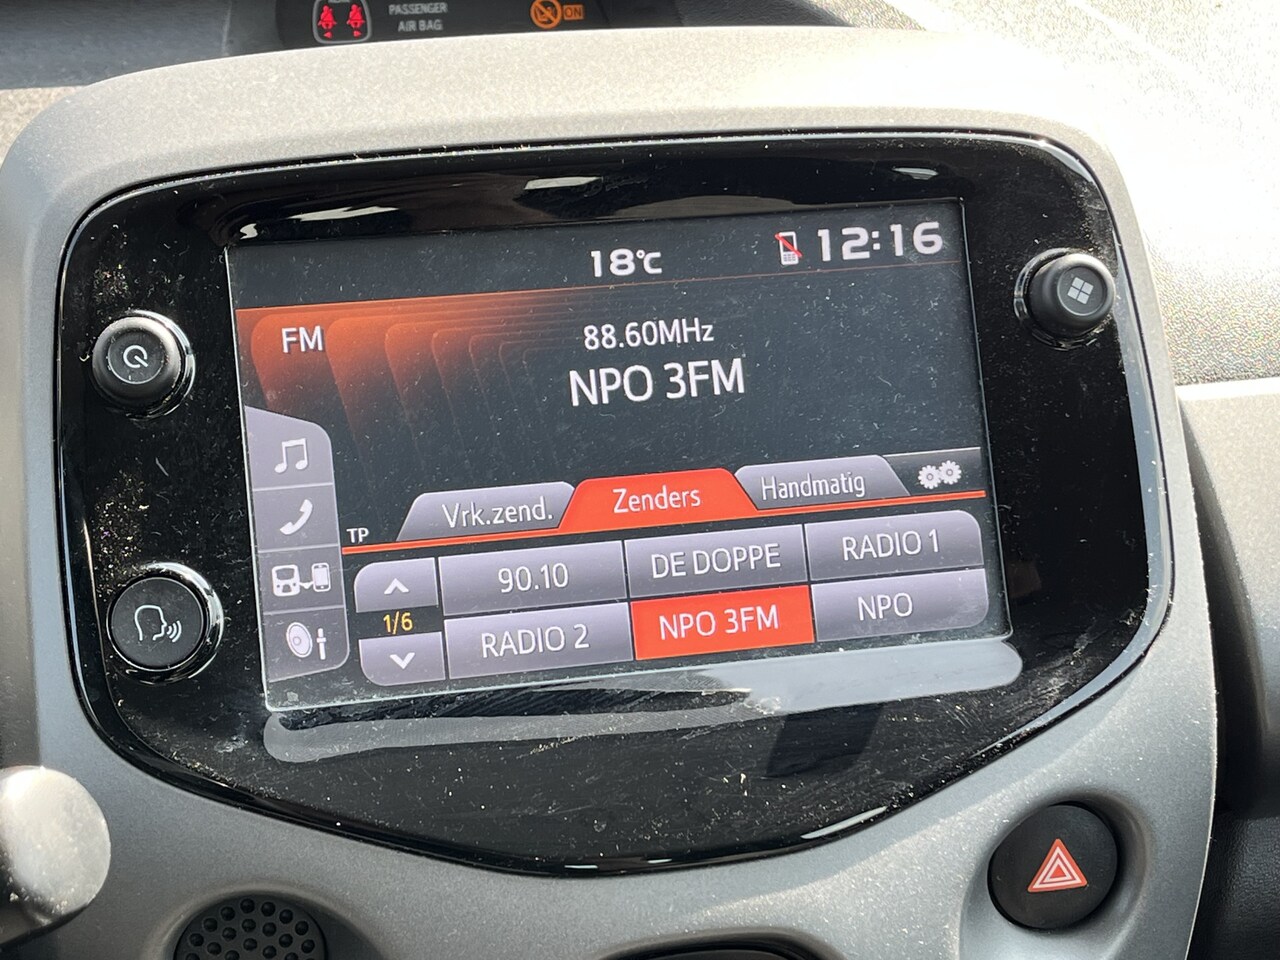 PASSENGER
AIR BAG
ON
18°C
12:16
FM
88.60MHz
NPO 3FM
TP
Vrk.zend.
Zenders
Handmatig
90.10
DE DOPPE
RADIO 1
1/6
RADIO 2
NPO 3FM
NPO